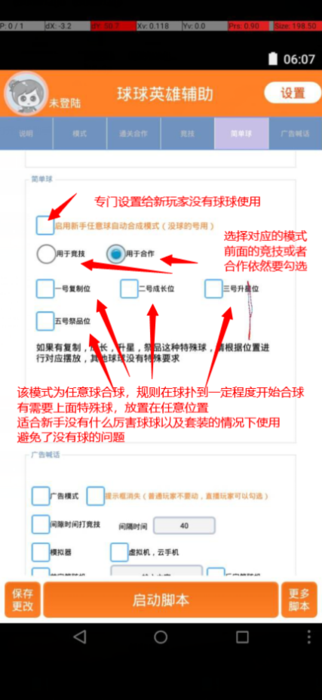 P: 0 / 1 dX: -3.2 Xv: 0.118 Yv: 0.0 Prs: 0.90 Size: 198.50
06:07
未登陆
球球英雄辅助
设置
说明 模式 通关合作 竞技 简单球 广告喊话
简单球
专门设置给新玩家没有球球使用
启用新手任意球自动合成模式(没球的号用)
用于竞技 用于合作
选择对应的模式
前面的竞技或者
合作依然要勾选
一号复制位 二号成长位 三号升星位
五号祭品位
如果有复制,成长,升星,祭品这种特殊球,请根据位置进
行对应摆放,其他球球没有特殊要求
该模式为任意球合球,规则在球扑到一定程度开始合球
有需要上面特殊球,放置在任意位置
适合新手没有什么厉害球球以及套装的情况下使用
避免了没有球的问题
广告喊话
广告模式 提示框消失(普通玩家不要动,直播玩家可以勾选)
间隙时间打竞技 间隔时间 40
模拟器 虚拟机,云手机
保存
更改
启动脚本
更多
脚本